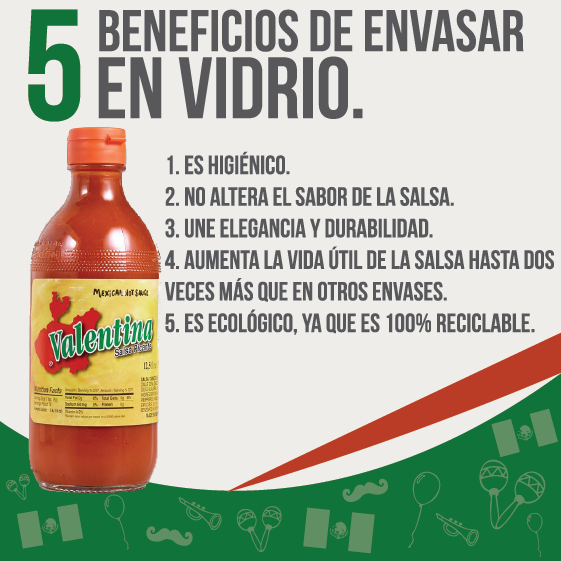 5 BENEFICIOS DE ENVASAR
EN VIDRIO.
1. ES HIGIÉNICO.
2. NO ALTERA EL SABOR DE LA SALSA.
3. UNE ELEGANCIA Y DURABILIDAD.
4. AUMENTA LA VIDA ÚTIL DE LA SALSA HASTA DOS
VECES MÁS QUE EN OTROS ENVASES.
5. ES ECOLÓGICO, YA QUE ES 100% RECICLABLE.
MEXICAN HOT SAUCE
Valentina
Salsa Picante
Nutrition Facts